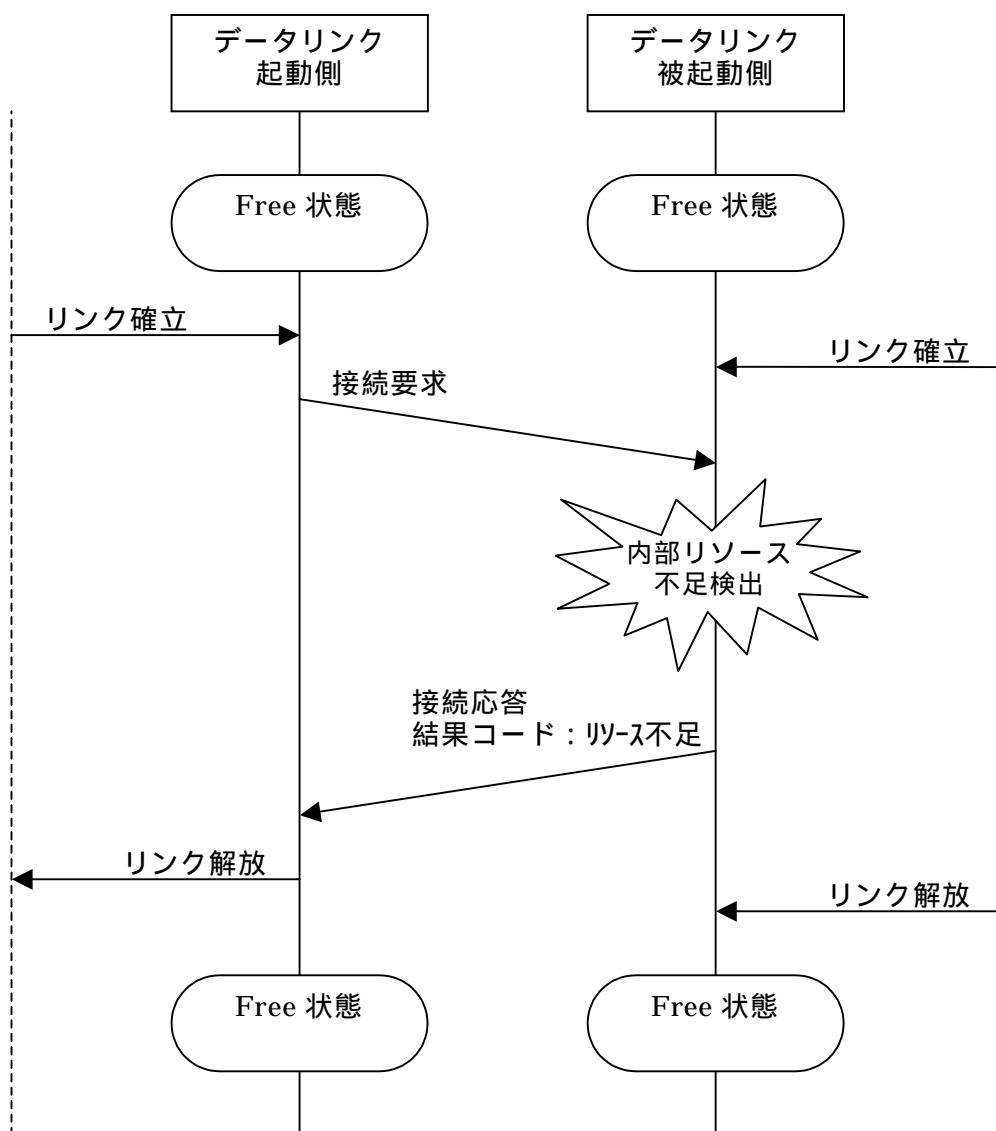 データリンク
起動側
データリンク
被起動側
Free 状態
Free 状態
リンク確立
リンク確立
接続要求
内部リソース
不足検出
接続応答
結果コード：ﾘｿｰｽ不足
リンク解放
リンク解放
Free 状態
Free 状態